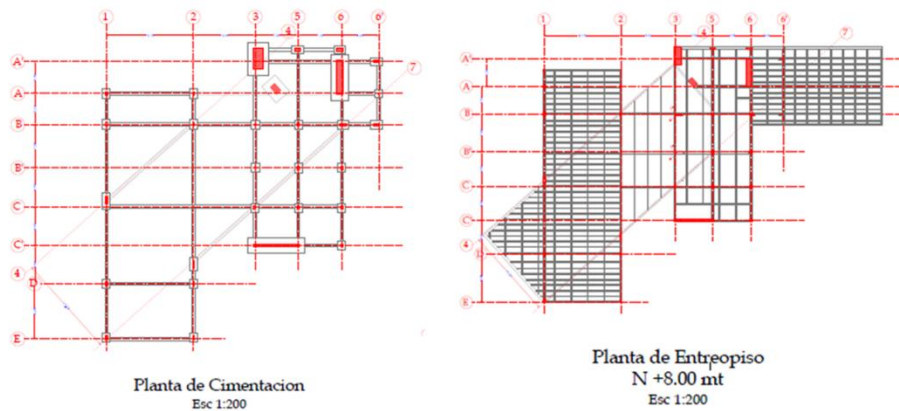 1
2
3
4
5
6
6'
7
A'
A
B
B'
C
C'
4
D
E
Planta de Cimentacion
Esc 1:200
1
2
3
4
5
6
6'
7
A'
A
B
B'
C
C'
4
D
E
Planta de Entreopiso
N +8.00 mt
Esc 1:200